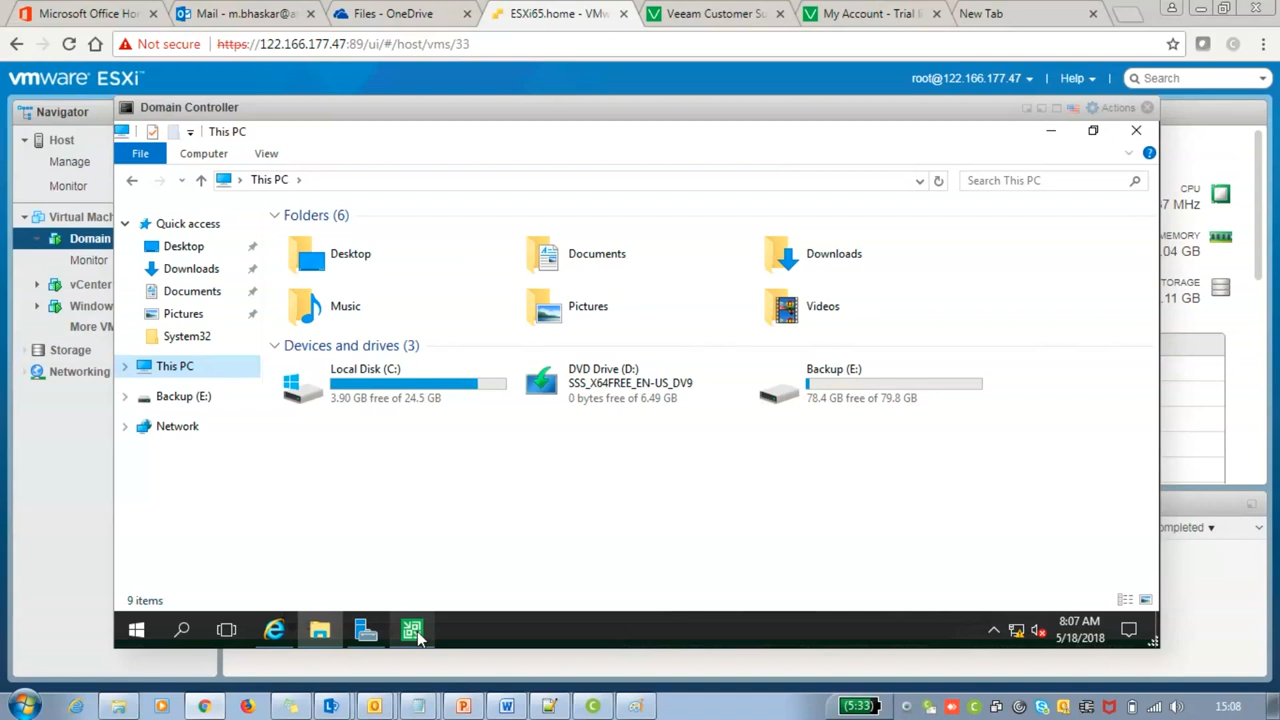 Microsoft Office Ho
Mail - m.bhaskar@a
Files - OneDrive
ESXi65.home - VMw
Veeam Customer Su
My Account - Trial
New Tab
Not secure
https://122.166.177.47:89/ui/#/host/vms/33
vmware ESXi
root@122.166.177.47
Help
Search
Navigator
Domain Controller
Actions
Host
Manage
Monitor
Virtual Mach
Domain
Monitor
vCenter
Window
More VM
Storage
Networking
This PC
File
Computer
View
This PC
Search This PC
Quick access
Desktop
Downloads
Documents
Pictures
System32
This PC
Backup (E:)
Network
Folders (6)
Desktop
Documents
Downloads
Music
Pictures
Videos
Devices and drives (3)
Local Disk (C:)
3.90 GB free of 24.5 GB
DVD Drive (D:)
SSS_X64FREE_EN-US_DV9
0 bytes free of 6.49 GB
Backup (E:)
78.4 GB free of 79.8 GB
CPU
7 MHz
MEMORY
.04 GB
TORAGE
.11 GB
ompleted
9 items
8:07 AM
5/18/2018
(5:33)
15:08